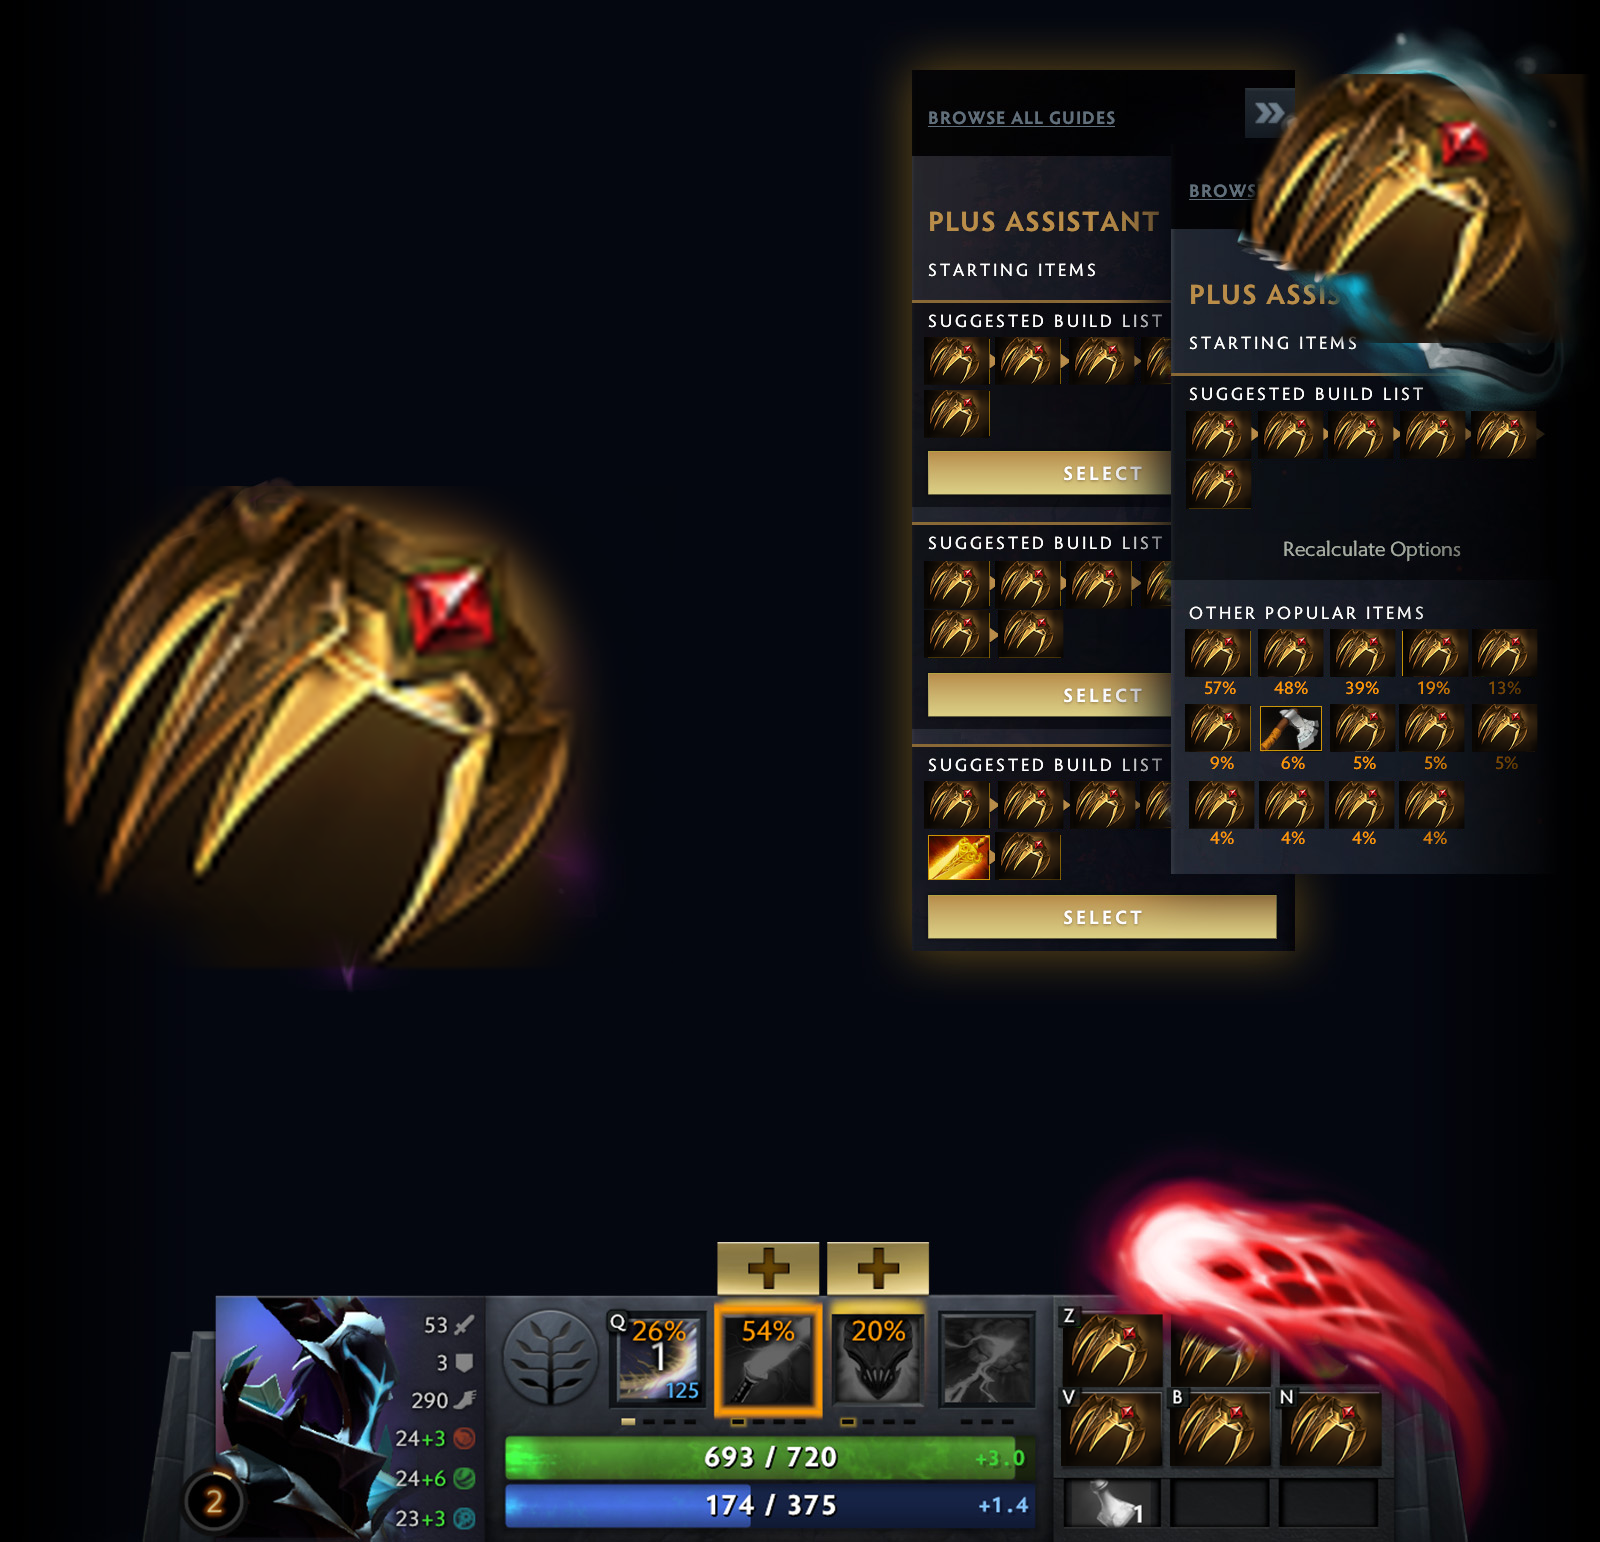 BROWSE ALL GUIDES
PLUS ASSISTANT
STARTING ITEMS
SUGGESTED BUILD LIST
SELECT
SUGGESTED BUILD LIST
SELECT
SUGGESTED BUILD LIST
SELECT
BROWS
PLUS ASSIS
STARTING ITEMS
SUGGESTED BUILD LIST
Recalculate Options
OTHER POPULAR ITEMS
57% 48% 39% 19% 13%
9% 6% 5% 5% 5%
4% 4% 4% 4%
53
3
290
24+3
24+6
23+3
2
Q 26% 1 125
54%
20%
693 / 720 +3.0
174 / 375 +1.4
Z
V B N
1